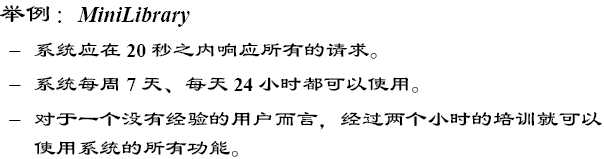 举例：MiniLibrary
– 系统应在 20 秒之内响应所有的请求。
– 系统每周 7 天、每天 24 小时都可以使用。
– 对于一个没有经验的用户而言，经过两个小时的培训就可以
使用系统的所有功能。